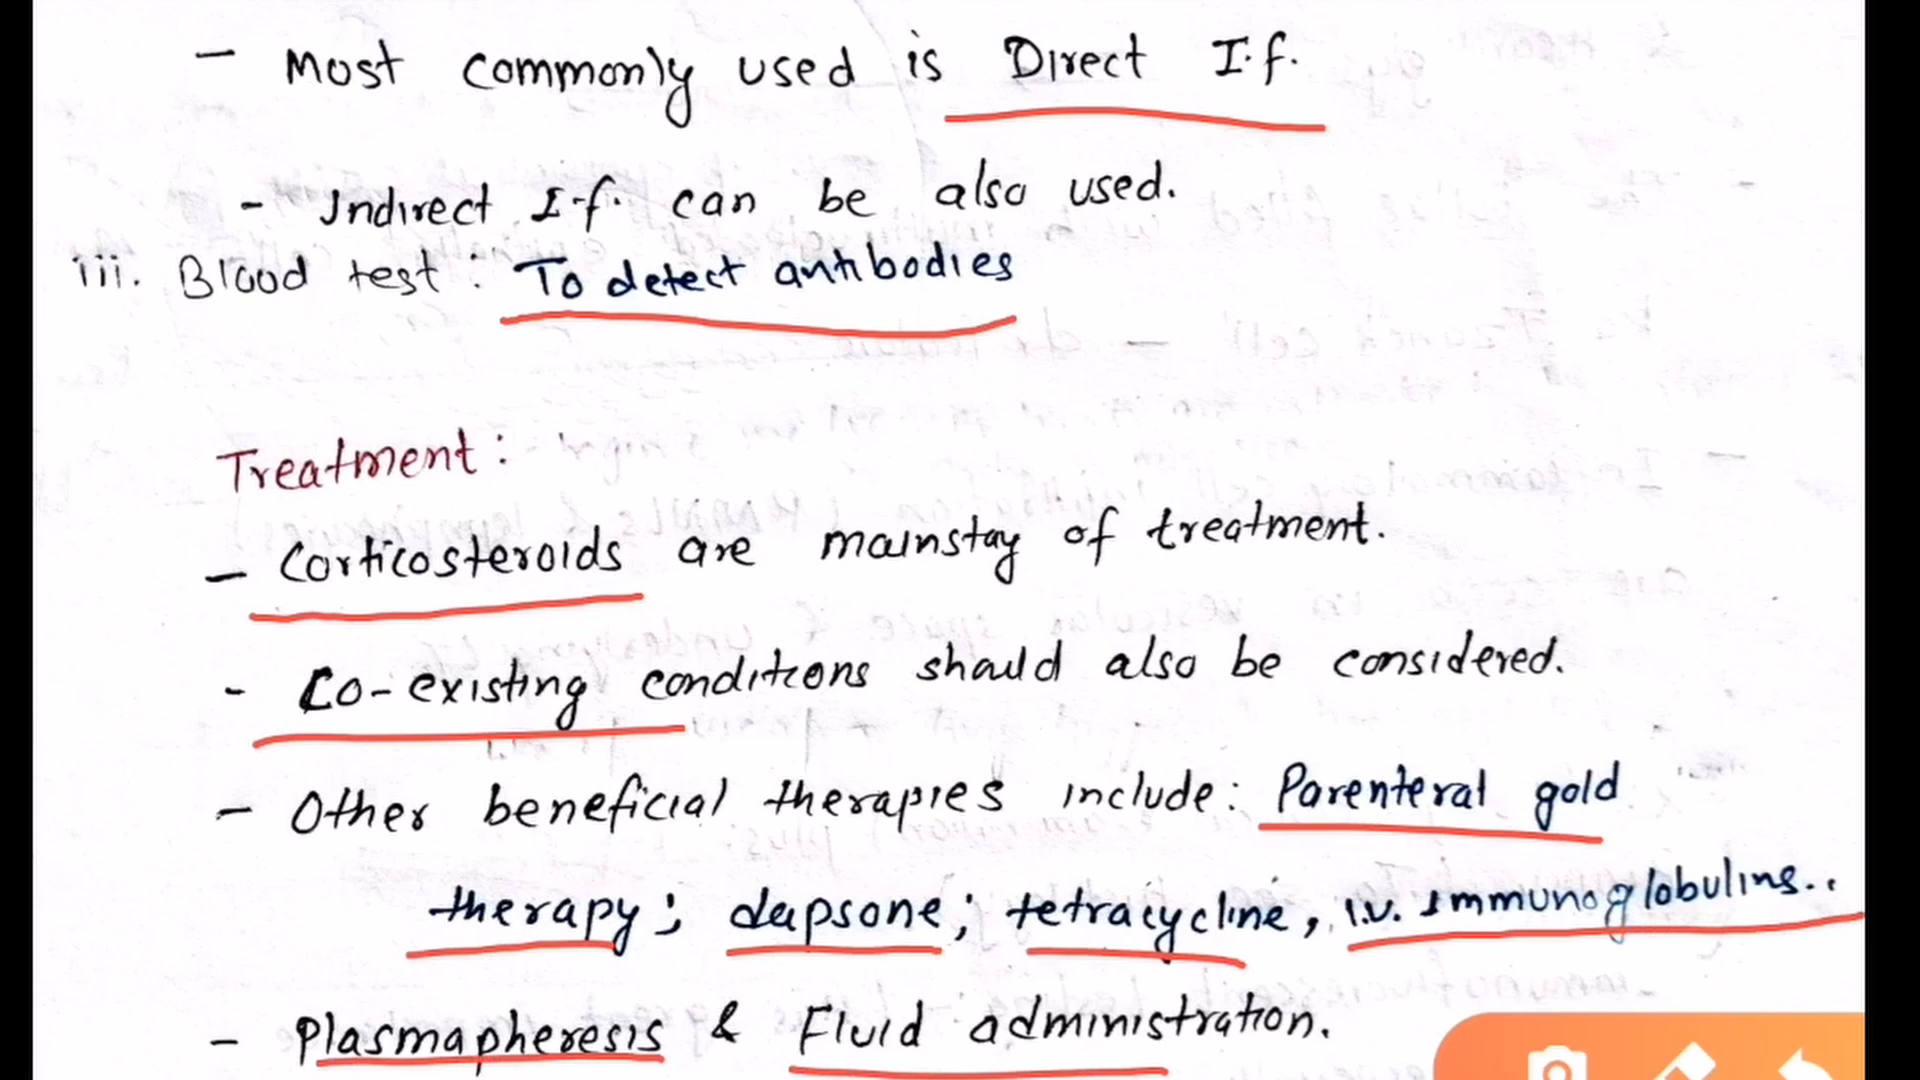 - Most commonly used is Direct I.f.
- Indirect I.f. can be also used.
iii. Blood test: To detect antibodies
Treatment:
- Corticosteroids are mainstay of treatment.
- Co-existing conditions should also be considered.
- Other beneficial therapies include: Parenteral gold
therapy; dapsone; tetracycline, i.v. immunoglobulins..
- Plasmapheresis & Fluid administration.